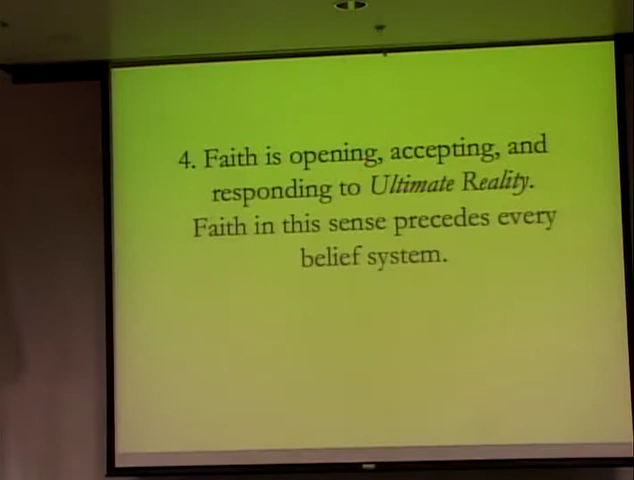 4. Faith is opening, accepting, and
responding to Ultimate Reality.
Faith in this sense precedes every
belief system.